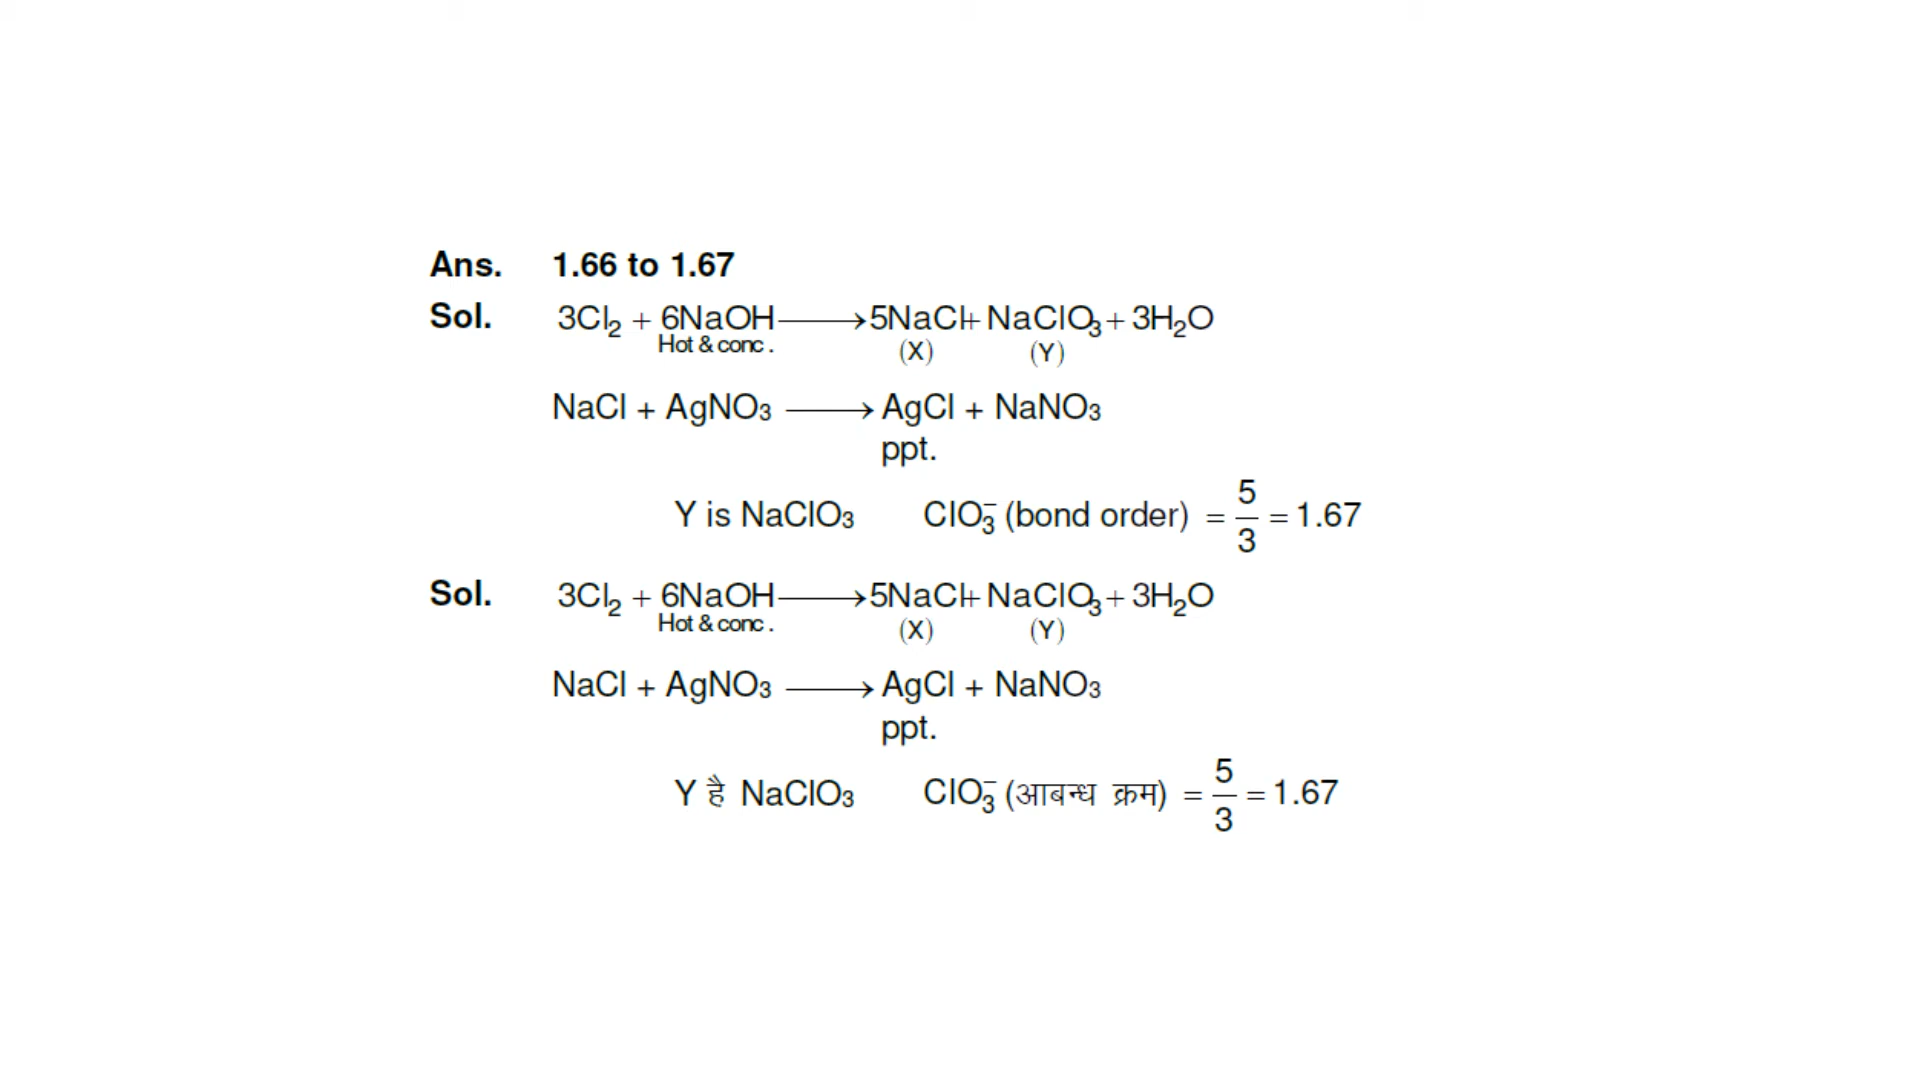 Ans. 1.66 to 1.67
Sol. 3Cl₂ + 6NaOH ⟶ 5NaCl + NaClO₃ + 3H₂O
Hot & conc. (X) (Y)
NaCl + AgNO₃ ⟶ AgCl + NaNO₃
ppt.
Y is NaClO₃ ClO₃⁻ (bond order) = 5/3 = 1.67
Sol. 3Cl₂ + 6NaOH ⟶ 5NaCl + NaClO₃ + 3H₂O
Hot & conc. (X) (Y)
NaCl + AgNO₃ ⟶ AgCl + NaNO₃
ppt.
Y है NaClO₃ ClO₃⁻ (आबन्ध क्रम) = 5/3 = 1.67